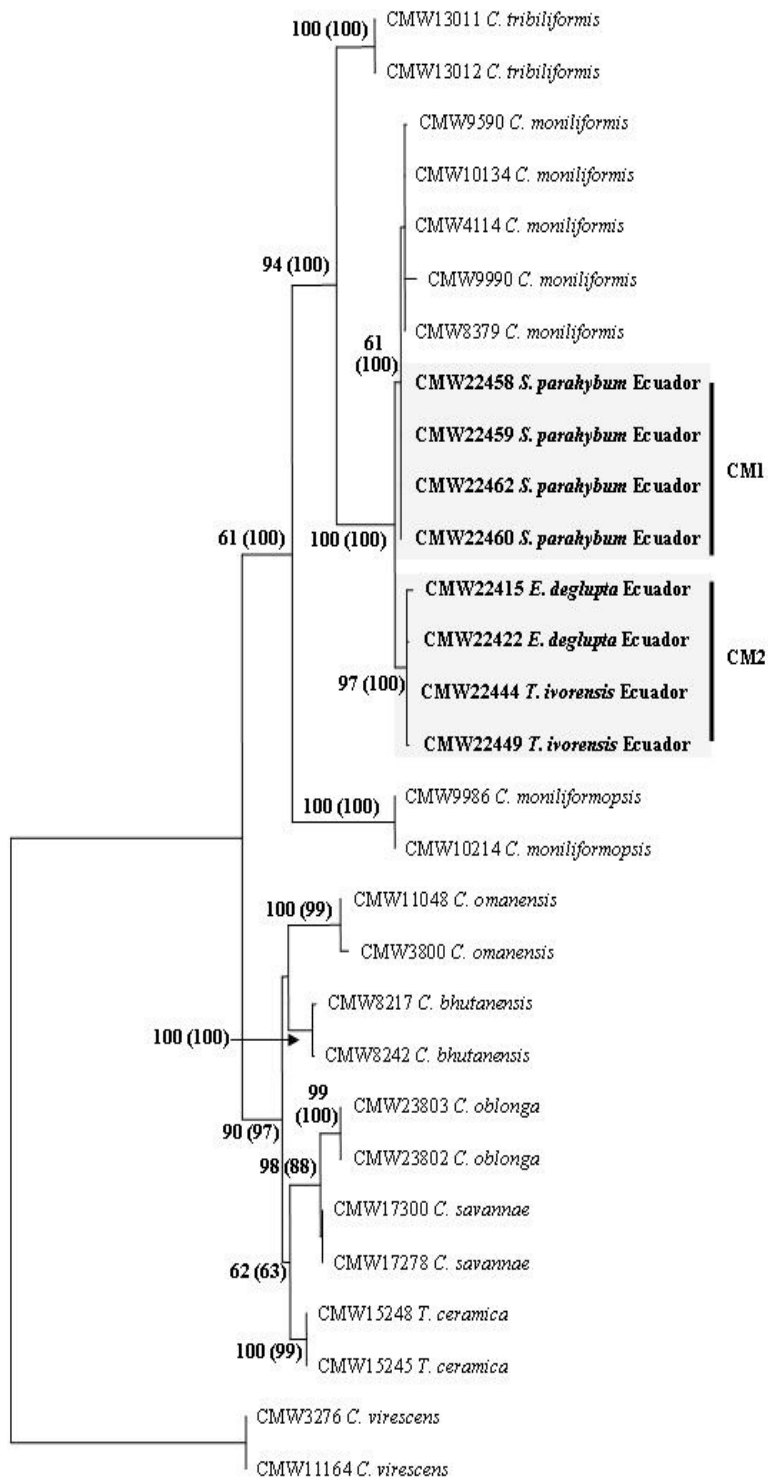 100 (100)
CMW13011 C. tribiliformis
CMW13012 C. tribiliformis
CMW9590 C. moniliformis
CMW10134 C. moniliformis
CMW4114 C. moniliformis
94 (100)
CMW9990 C. moniliformis
CMW8379 C. moniliformis
61
(100)
CMW22458 S. parahybum Ecuador
CMW22459 S. parahybum Ecuador
CM1
CMW22462 S. parahybum Ecuador
61 (100)
100 (100)
CMW22460 S. parahybum Ecuador
CMW22415 E. deglupta Ecuador
CMW22422 E. deglupta Ecuador
CM2
97 (100)
CMW22444 T. ivorensis Ecuador
CMW22449 T. ivorensis Ecuador
100 (100)
CMW9986 C. moniliformopsis
CMW10214 C. moniliformopsis
100 (99)
CMW11048 C. omanensis
CMW3800 C. omanensis
CMW8217 C. bhutanensis
100 (100)
CMW8242 C. bhutanensis
99
(100)
CMW23803 C. oblonga
90 (97)
98 (88)
CMW23802 C. oblonga
CMW17300 C. savannae
62 (63)
CMW17278 C. savannae
CMW15248 T. ceramica
100 (99)
CMW15245 T. ceramica
CMW3276 C. virescens
CMW11164 C. virescens